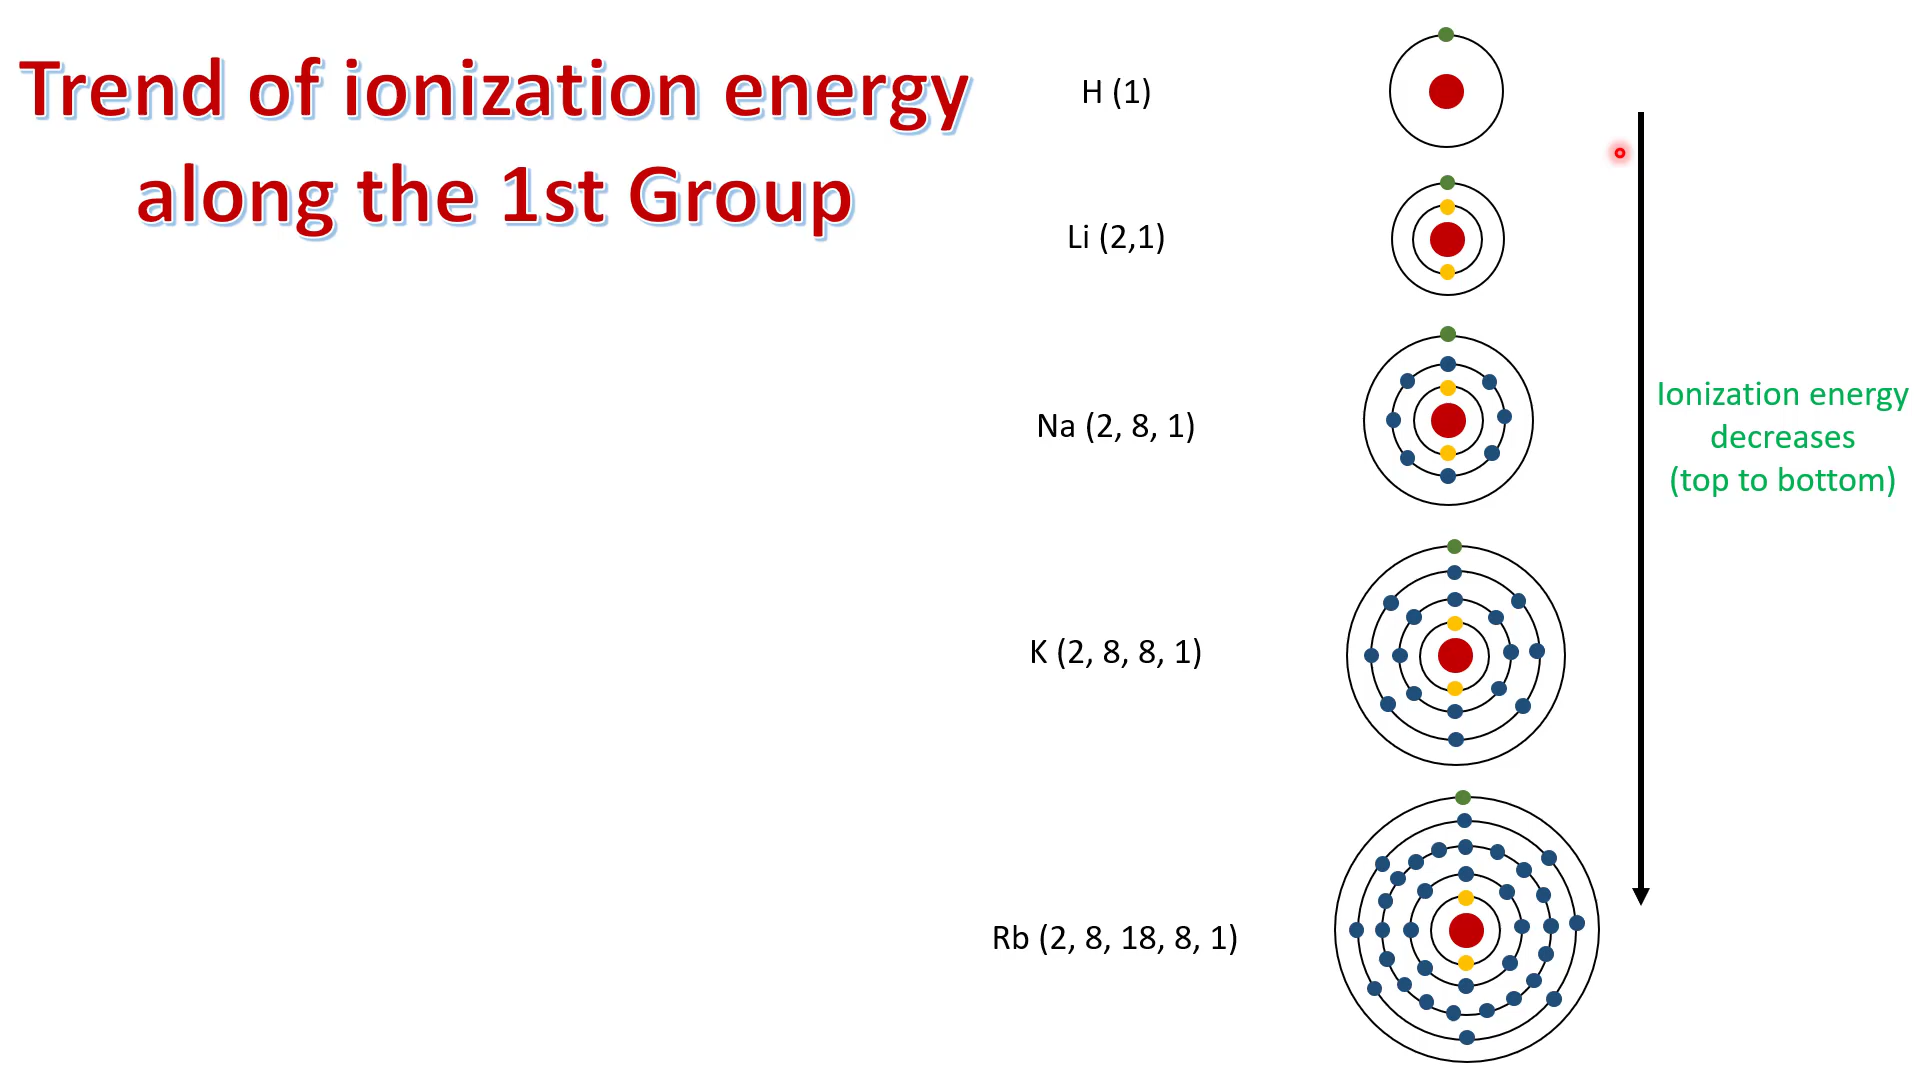 Trend of ionization energy
along the 1st Group
H (1)
Li (2,1)
Na (2, 8, 1)
K (2, 8, 8, 1)
Rb (2, 8, 18, 8, 1)
Ionization energy
decreases
(top to bottom)